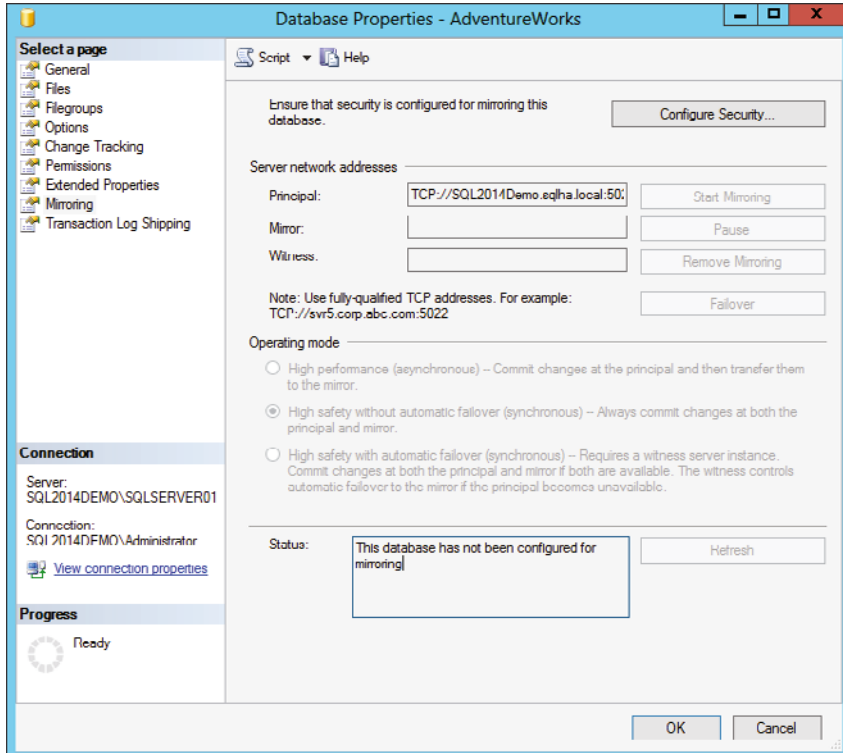 Database Properties - AdventureWorks
Select a page
General
Files
Filegroups
Options
Change Tracking
Permissions
Extended Properties
Mirroring
Transaction Log Shipping
Script
Help
Ensure that security is configured for mirroring this
database.
Configure Security...
Server network addresses
Principal:
TCP://SQL2014Demo.sqlha.local:502
Start Mirroring
Mirror:
Pause
Witness:
Remove Mirroring
Note: Use fully-qualified TCP addresses. For example:
TCP://svr5.corp.abc.com:5022
Failover
Operating mode
High performance (asynchronous) – Commit changes at the principal and then transfer them
to the mirror.
High safety without automatic failover (synchronous) – Always commit changes at both the
principal and mirror.
High safety with automatic failover (synchronous) – Requires a witness server instance.
Commit changes at both the principal and mirror if both are available. The witness controls
automatic failover to the mirror if the principal becomes unavailable.
Status:
This database has not been configured for
mirroring
Refresh
Connection
Server:
SQL2014DEMO\SQLSERVER01
Connection:
SQL2014DEMO\Administrator
View connection properties
Progress
Ready
OK
Cancel